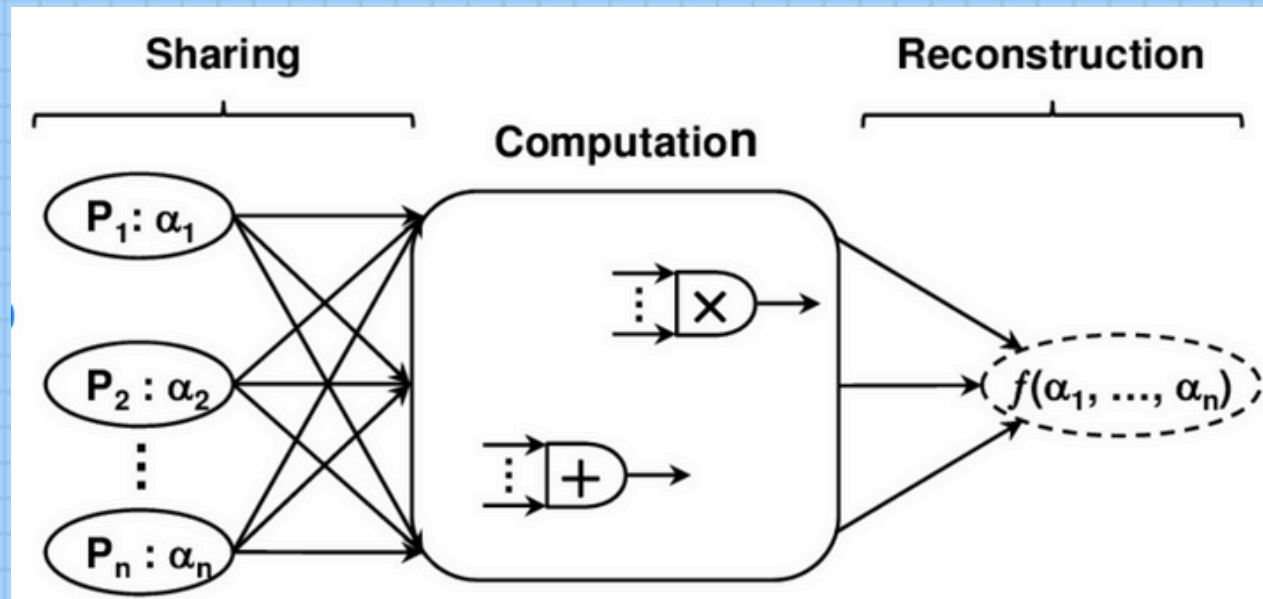 Sharing
Reconstruction
Computation
P₁: α₁
×
P₂ : α₂
f(α₁, ..., αₙ)
+
Pₙ : αₙ